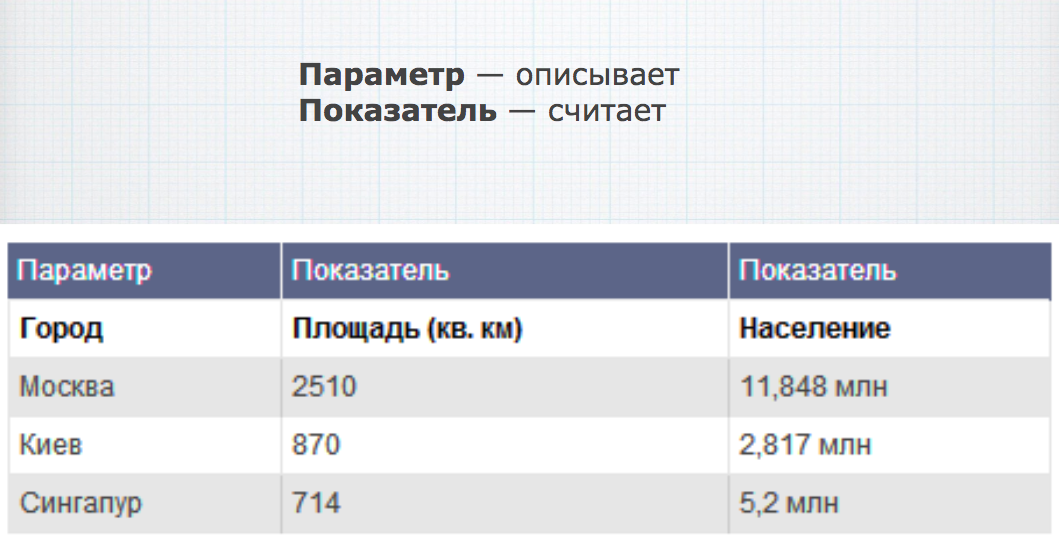 Параметр — описывает
Показатель — считает
Параметр Показатель Показатель
Город Площадь (кв. км) Население
Москва 2510 11,848 млн
Киев 870 2,817 млн
Сингапур 714 5,2 млн